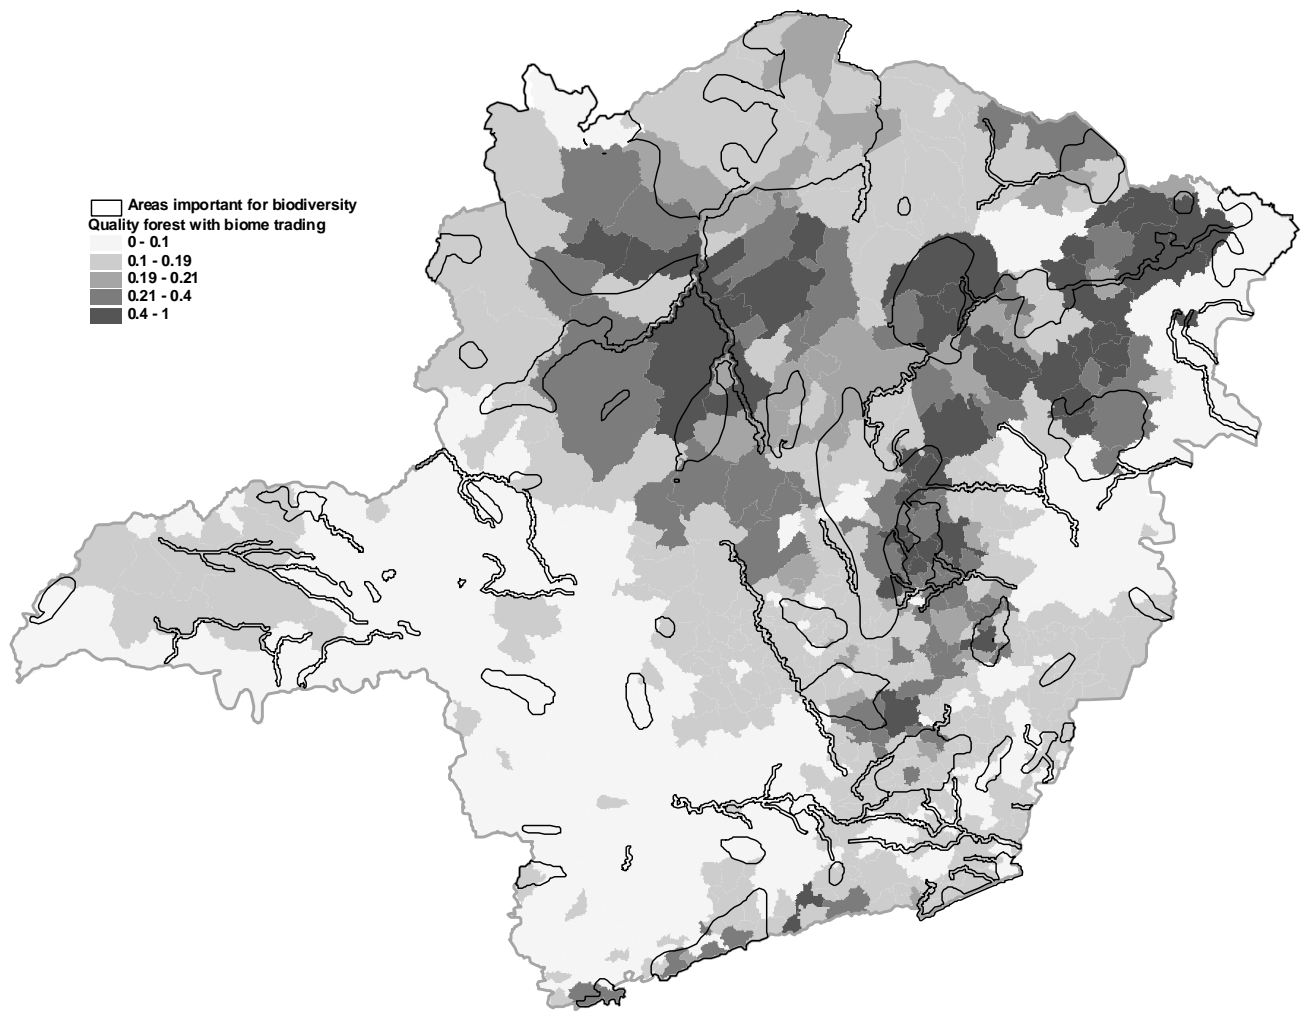 Areas important for biodiversity
Quality forest with biome trading
0 - 0.1
0.1 - 0.19
0.19 - 0.21
0.21 - 0.4
0.4 - 1